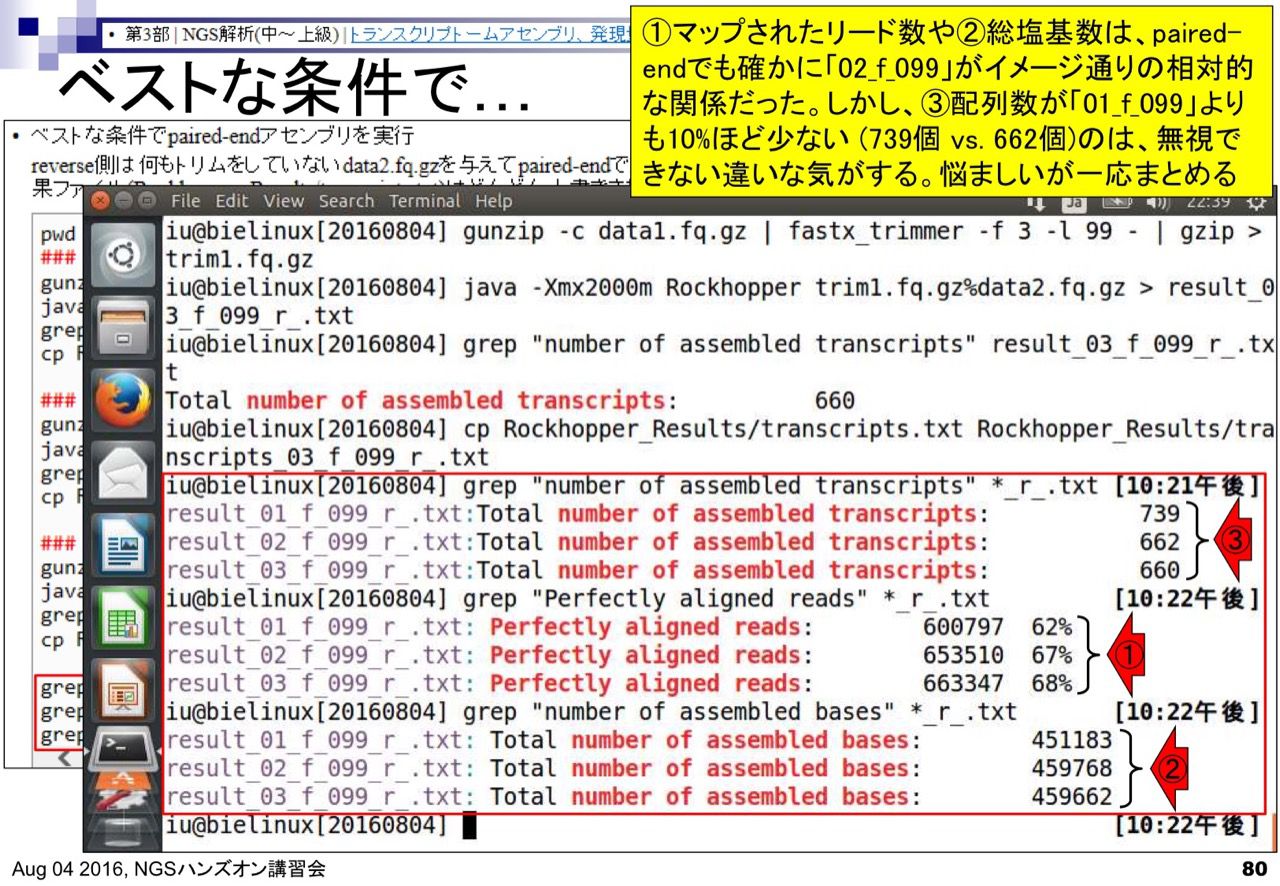 • 第3部 | NGS解析(中～上級) | トランスクリプトームアセンブリ、発現
①マップされたリード数や②総塩基数は、paired-
endでも確かに「02_f_099」がイメージ通りの相対的
な関係だった。しかし、③配列数が「01_f_099」より
も10%ほど少ない (739個 vs. 662個)のは、無視で
きない違いな気がする。悩ましいが一応まとめる
ベストな条件で…
• ベストな条件でpaired-endアセンブリを実行
reverse側は何もトリムをしていないdata2.fq.gzを与えてpaired-endで
File Edit View Search Terminal Help
Ja 22:39
pwd
###
gunz
java
grep
cp
###
gunz
java
grep
cp
###
gunz
java
grep
cp
grep
grep
grep
iu@bielinux[20160804] gunzip -c data1.fq.gz | fastx_trimmer -f 3 -l 99 - | gzip >
trim1.fq.gz
iu@bielinux[20160804] java -Xmx2000m Rockhopper trim1.fq.gz%data2.fq.gz > result_0
3_f_099_r_.txt
iu@bielinux[20160804] grep "number of assembled transcripts" result_03_f_099_r_.tx
t
Total number of assembled transcripts: 660
iu@bielinux[20160804] cp Rockhopper_Results/transcripts.txt Rockhopper_Results/tra
nscripts_03_f_099_r_.txt
iu@bielinux[20160804] grep "number of assembled transcripts" *_r_.txt [10:21午後]
result_01_f_099_r_.txt:Total number of assembled transcripts: 739
result_02_f_099_r_.txt:Total number of assembled transcripts: 662
result_03_f_099_r_.txt:Total number of assembled transcripts: 660
③
iu@bielinux[20160804] grep "Perfectly aligned reads" *_r_.txt [10:22午後]
result_01_f_099_r_.txt: Perfectly aligned reads: 600797 62%
result_02_f_099_r_.txt: Perfectly aligned reads: 653510 67%
result_03_f_099_r_.txt: Perfectly aligned reads: 663347 68%
①
iu@bielinux[20160804] grep "number of assembled bases" *_r_.txt [10:22午後]
result_01_f_099_r_.txt: Total number of assembled bases: 451183
result_02_f_099_r_.txt: Total number of assembled bases: 459768
result_03_f_099_r_.txt: Total number of assembled bases: 459662
②
iu@bielinux[20160804] [10:22午後]
Aug 04 2016, NGSハンズオン講習会
80